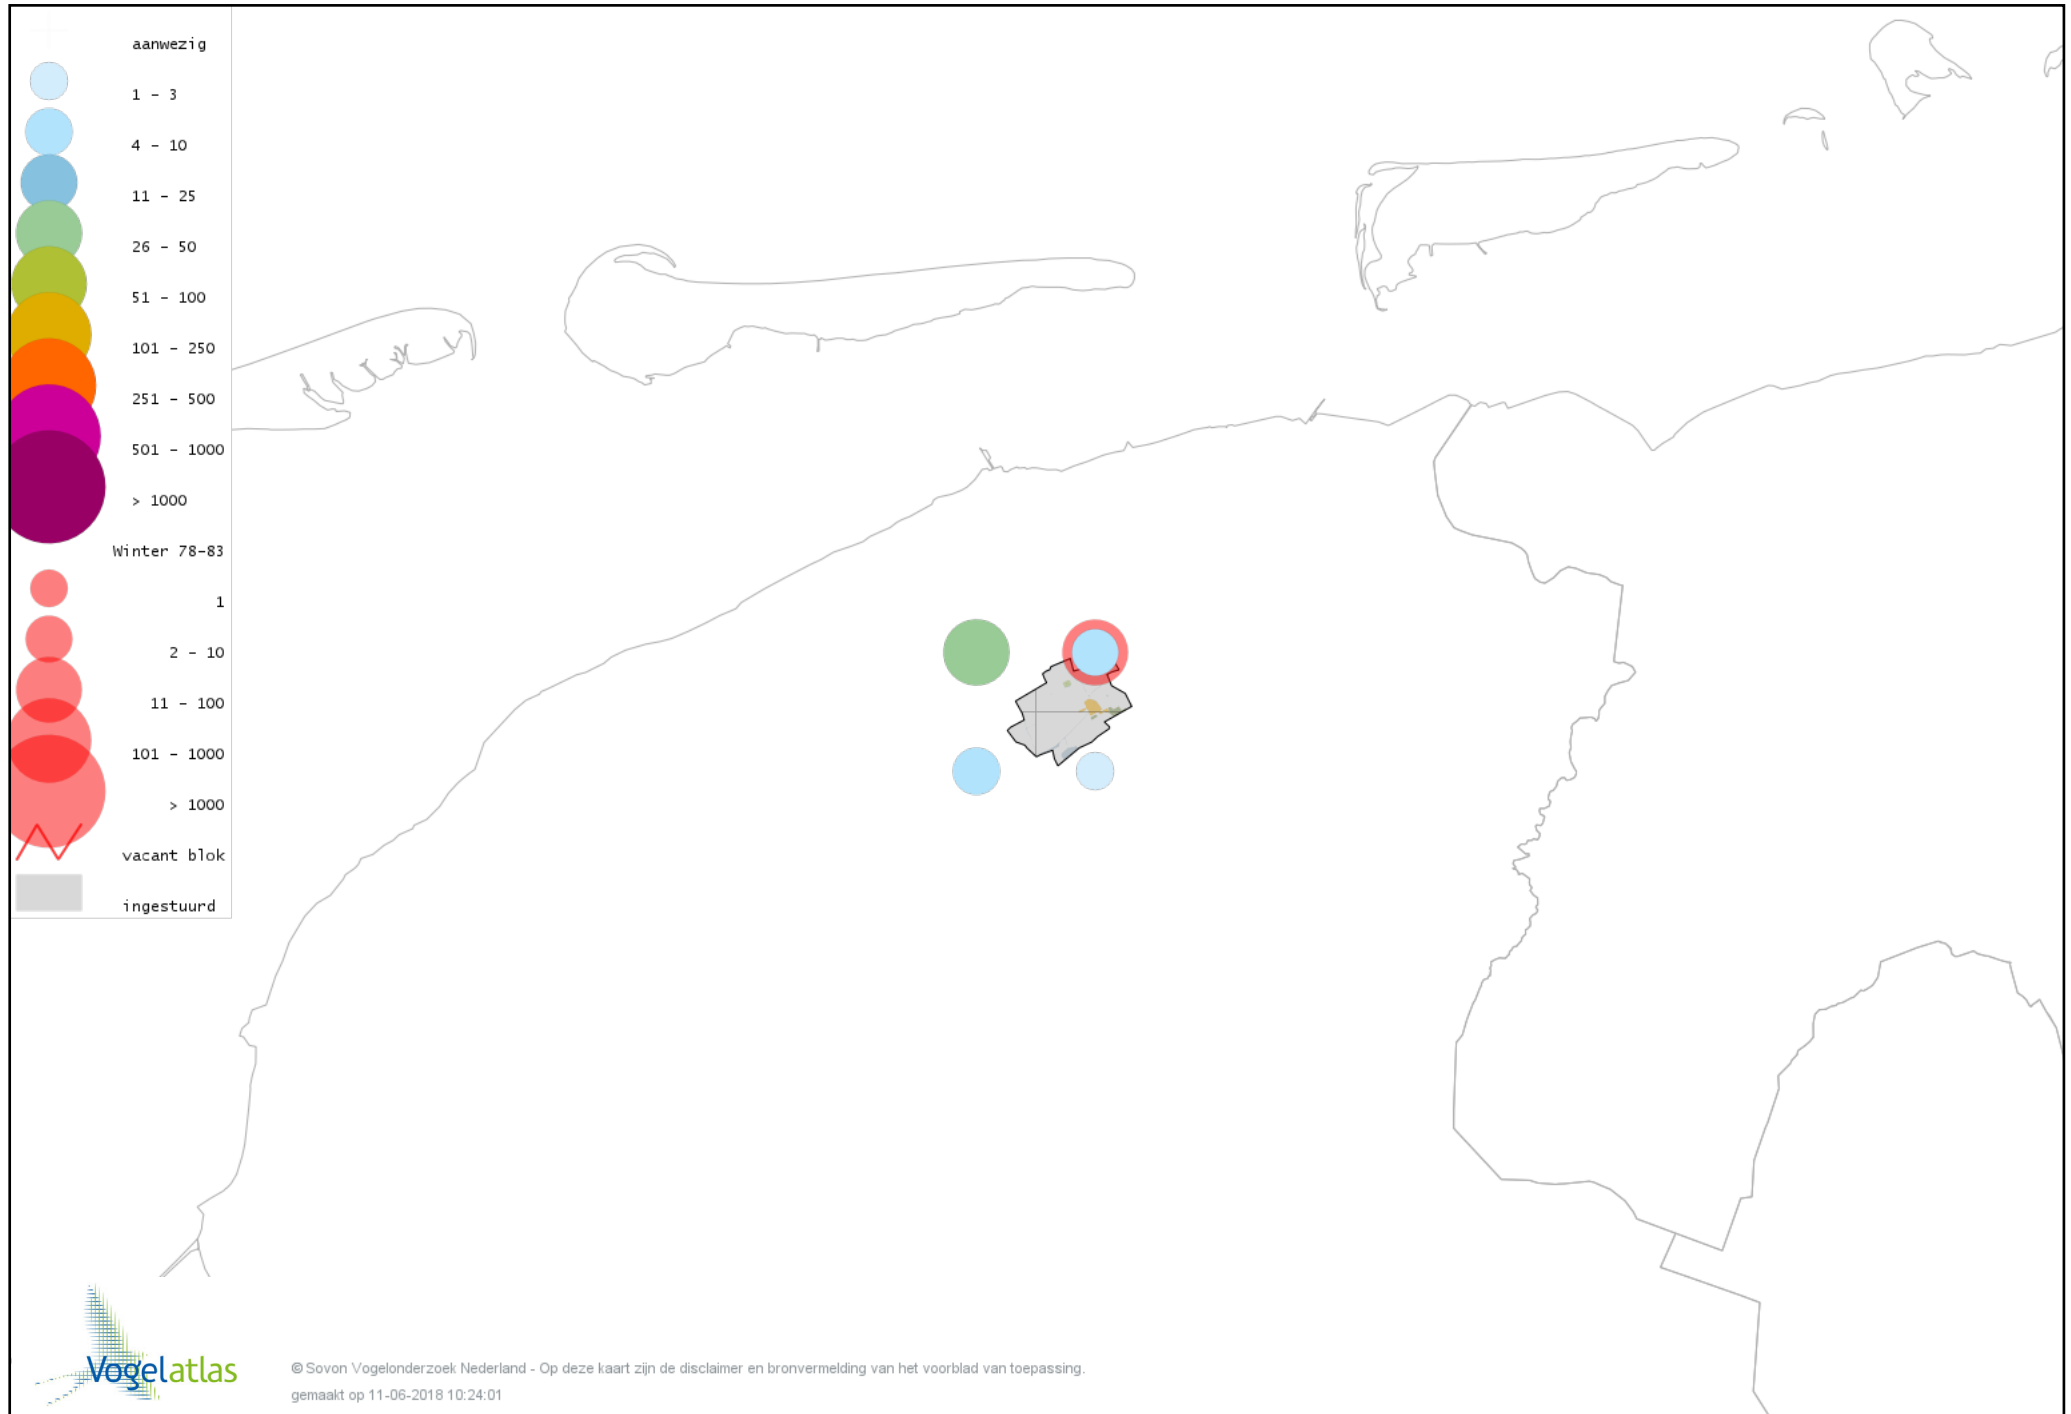 aanwezig
1 - 3
4 - 10
11 - 25
26 - 50
51 - 100
101 - 250
251 - 500
501 - 1000
> 1000
Winter 78-83
1
2 - 10
11 - 100
101 - 1000
> 1000
vacant blok
ingestuurd
Vogelatlas
© Sovon Vogelonderzoek Nederland - Op deze kaart zijn de disclaimer en bronvermelding van het voorblad van toepassing.
gemaakt op 11-06-2018 10:24:01